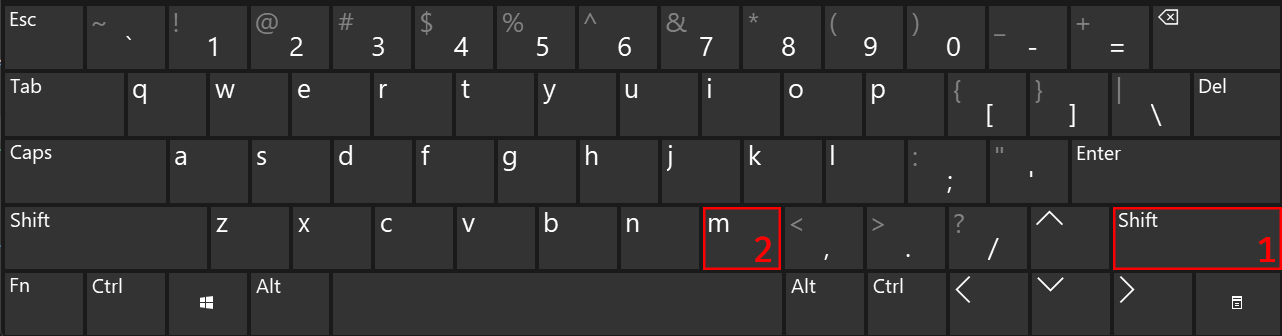 Esc ~ ` ! 1 @ 2 # 3 $ 4 % 5 ^ 6 & 7 * 8 ( 9 ) 0 _ - + =
Tab q w e r t y u i o p { [ } ] | \ Del
Caps a s d f g h j k l : ; " ' Enter
Shift z x c v b n m 2 < , > . ? / Shift 1
Fn Ctrl Alt Alt Ctrl